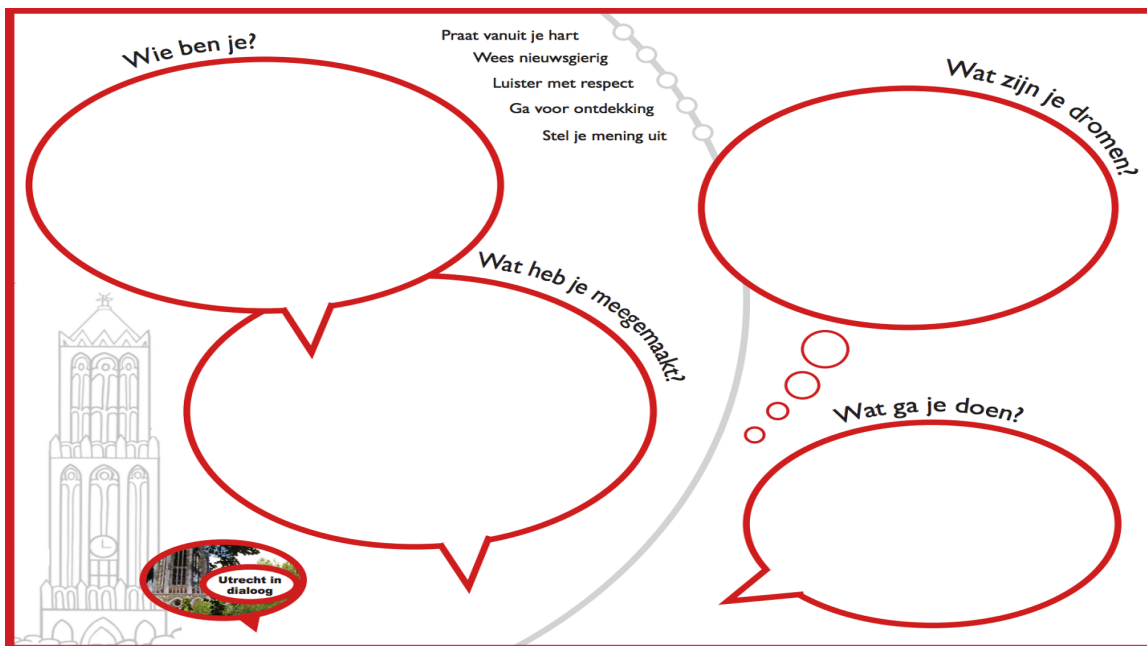 Wie ben je?
Praat vanuit je hart
Wees nieuwsgierig
Luister met respect
Ga voor ontdekking
Stel je mening uit
Wat zijn je dromen?
Wat heb je meegemaakt?
Wat ga je doen?
Utrecht in
dialoog